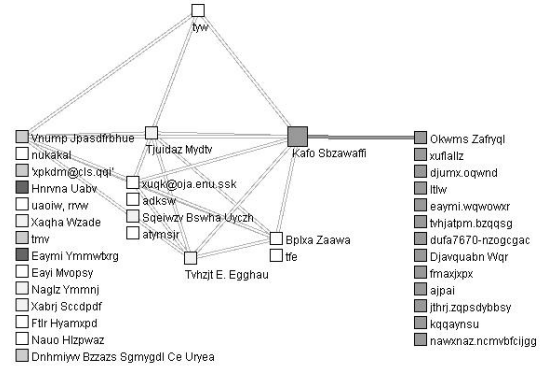 tyw
Vnump Jpasdfrbhue
nukakal
'xpkdm@cls.qqi'
Hnrvna Uabv
uaoiw, rrvw
Xaqha Wzade
tmv
Eaymi Ymmwtxrg
Eayi Mvopsy
Naglz Ymmnj
Xabrj Sccdpdf
Ftlr Hyamxpd
Nauo Hlzpwaz
Dnhmiyw Bzzazs Sgmygdl Ce Uryea
Tjuidaz Mydtv
xuqk@oja.enu.ssk
adksw
Sqeiwzv Bswha Uyczh
atymsjr
Tvhzjt E. Egghau
Kafo Sbzawaffi
Bplxa Zaawa
tfe
Okwms Zafryql
xuflallz
djumx.oqwnd
ltlw
eaymi.wqwowxr
tvhjatpm.bzqqsg
dufa7670-nzogcgac
Djavquabn Wqr
fmaxjxpx
ajpai
jthrj.zqpsdybbsy
kqqaynsu
nawxnaz.ncmvbfcijgg